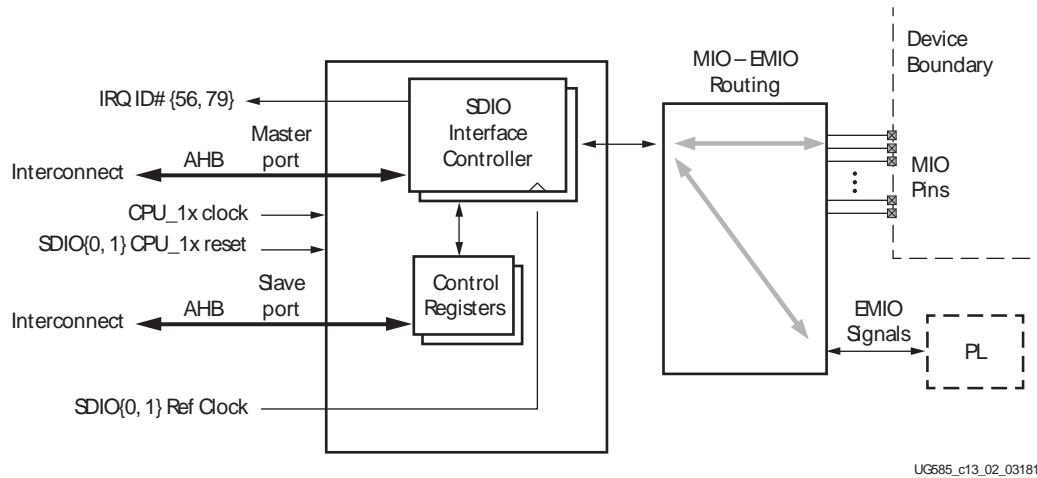 Device
Boundary
MIO – EMIO
Routing
IRQ ID# {56, 79}
SDIO
Interface
Controller
Master
port
Interconnect
AHB
MIO
Pins
CPU_1x clock
SDIO{0, 1} CPU_1x reset
Control
Registers
Slave
port
Interconnect
AHB
EMIO
Signals
PL
SDIO{0, 1} Ref Clock
UG585_c13_02_03181